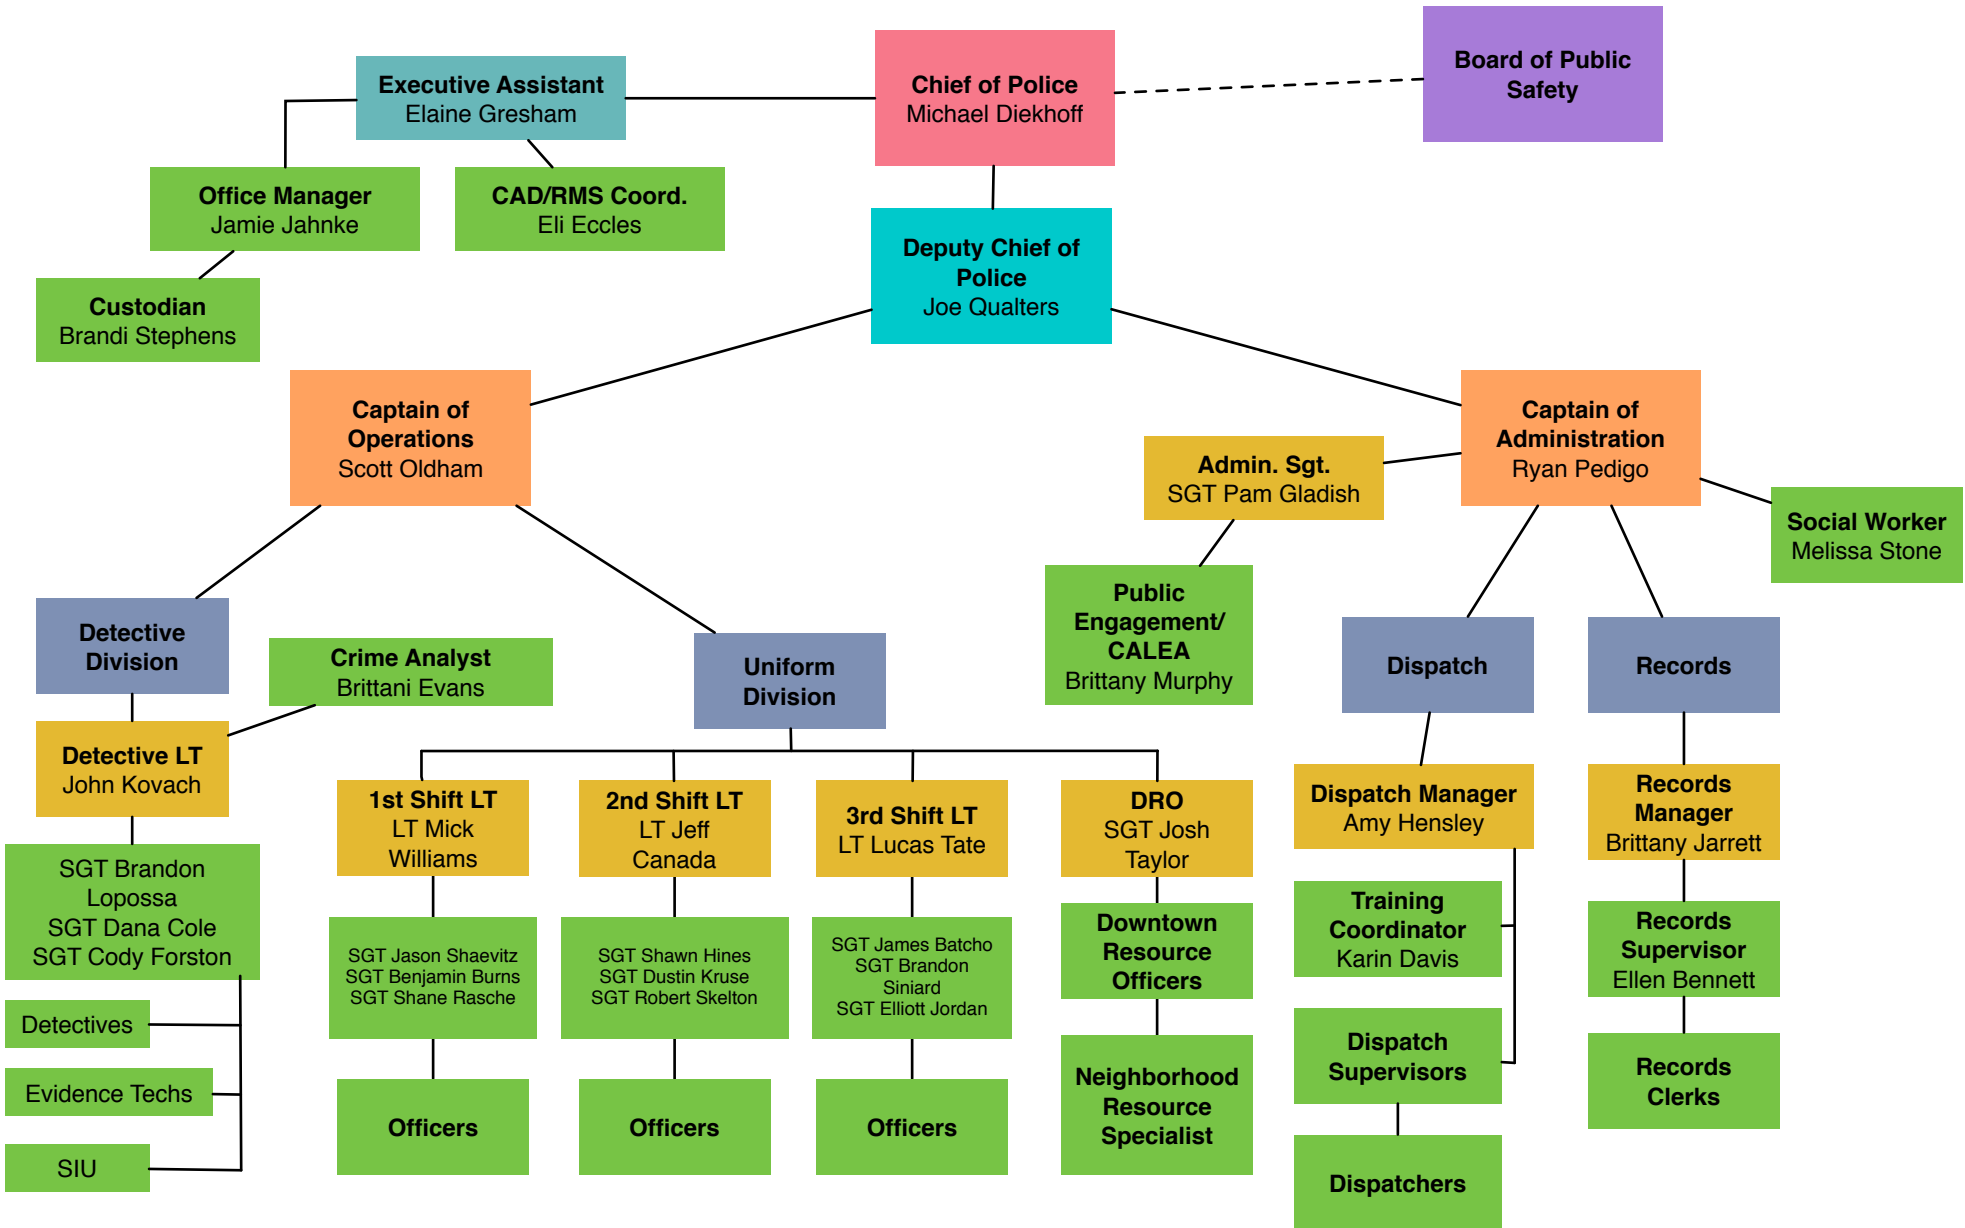 Board of Public
Safety
Executive Assistant
Elaine Gresham
Chief of Police
Michael Diekhoff
Office Manager
Jamie Jahnke
CAD/RMS Coord.
Eli Eccles
Deputy Chief of
Police
Joe Qualters
Custodian
Brandi Stephens
Captain of
Operations
Scott Oldham
Captain of
Administration
Ryan Pedigo
Admin. Sgt.
SGT Pam Gladish
Social Worker
Melissa Stone
Public
Engagement/
CALEA
Brittany Murphy
Detective
Division
Crime Analyst
Brittani Evans
Uniform
Division
Dispatch
Records
Detective LT
John Kovach
1st Shift LT
LT Mick
Williams
2nd Shift LT
LT Jeff
Canada
3rd Shift LT
LT Lucas Tate
DRO
SGT Josh
Taylor
Dispatch Manager
Amy Hensley
Records
Manager
Brittany Jarrett
SGT Brandon
Lopossa
SGT Dana Cole
SGT Cody Forston
SGT Jason Shaevitz
SGT Benjamin Burns
SGT Shane Rasche
SGT Shawn Hines
SGT Dustin Kruse
SGT Robert Skelton
SGT James Batcho
SGT Brandon
Siniard
SGT Elliott Jordan
Downtown
Resource
Officers
Training
Coordinator
Karin Davis
Records
Supervisor
Ellen Bennett
Detectives
Evidence Techs
SIU
Officers
Officers
Officers
Neighborhood
Resource
Specialist
Dispatch
Supervisors
Records
Clerks
Dispatchers